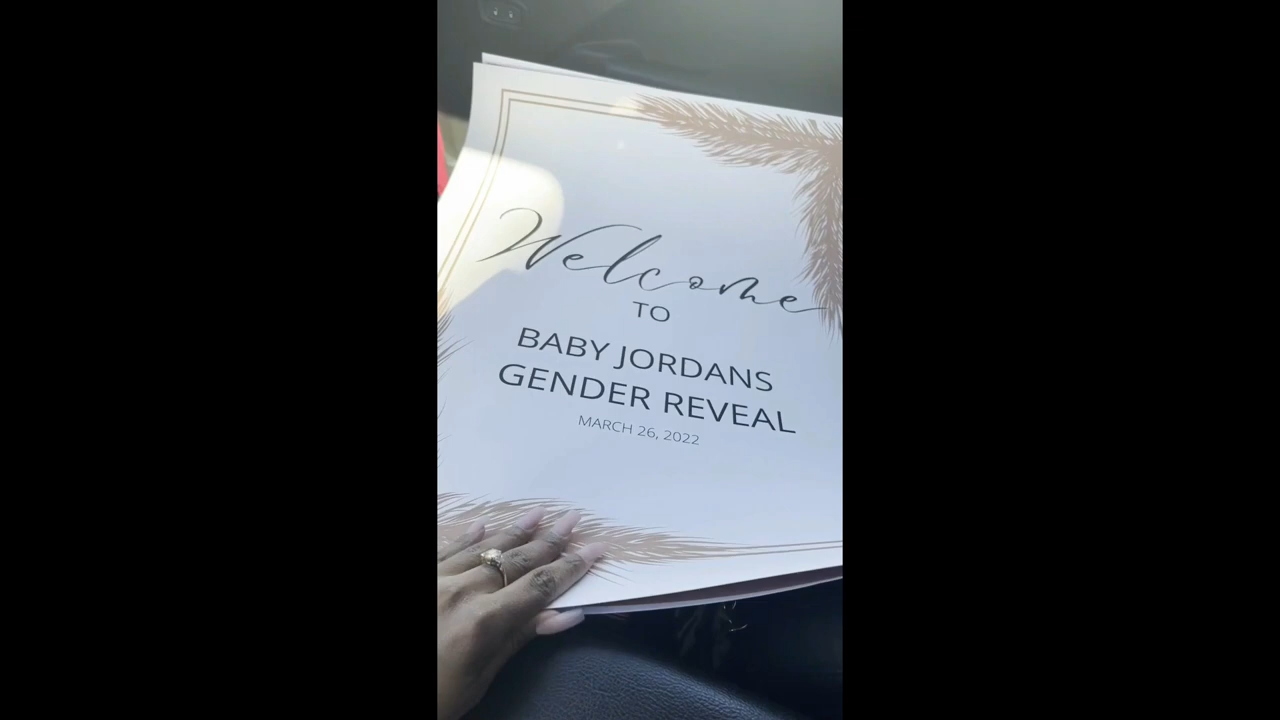 Welcome
TO
BABY JORDANS
GENDER REVEAL
MARCH 26, 2022